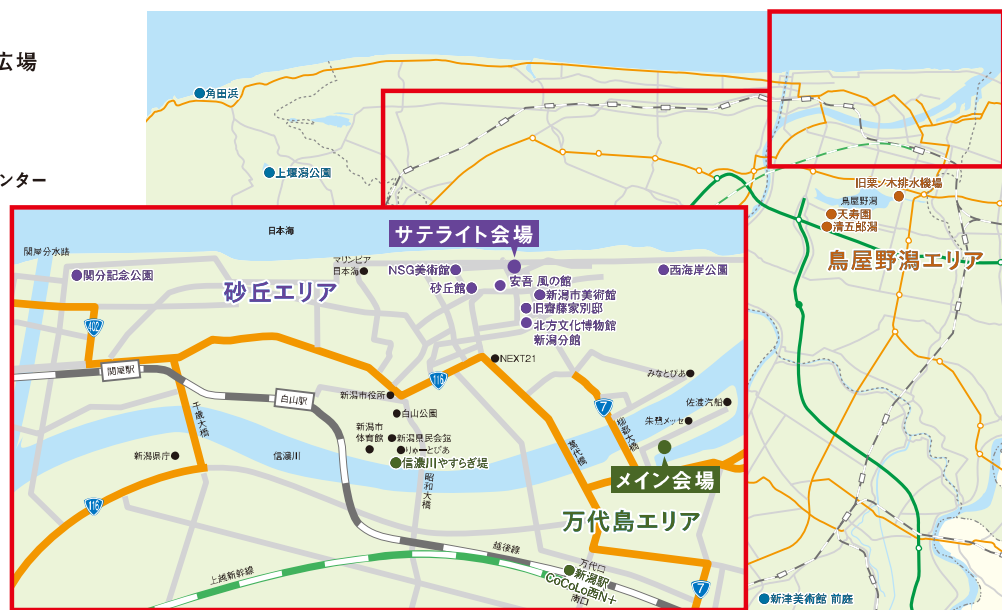 広場
ンター
角田浜
上堰潟公園
旧栗ノ木排水機場
鳥屋野潟
天寿園
清五郎潟
鳥屋野潟エリア
新津美術館 前庭
日本海
サテライト会場
関屋分水路
関分記念公園
マリンピア
日本海
NSG美術館
砂丘館
安吾 風の館
新潟市美術館
旧齋藤家別邸
北方文化博物館
新潟分館
西海岸公園
砂丘エリア
402
関屋駅
白山駅
NEXT21
116
新潟市役所
白山公園
新潟市
体育館
新潟県民会館
りゅーとぴあ
信濃川やすらぎ堤
千歳大橋
新潟県庁
信濃川
昭和大橋
116
みなとぴあ
佐渡汽船
朱鷺メッセ
7
柳都大橋
萬代橋
メイン会場
万代島エリア
越後線
上越新幹線
万代口
新潟駅
CoCoLo西N+
南口
7